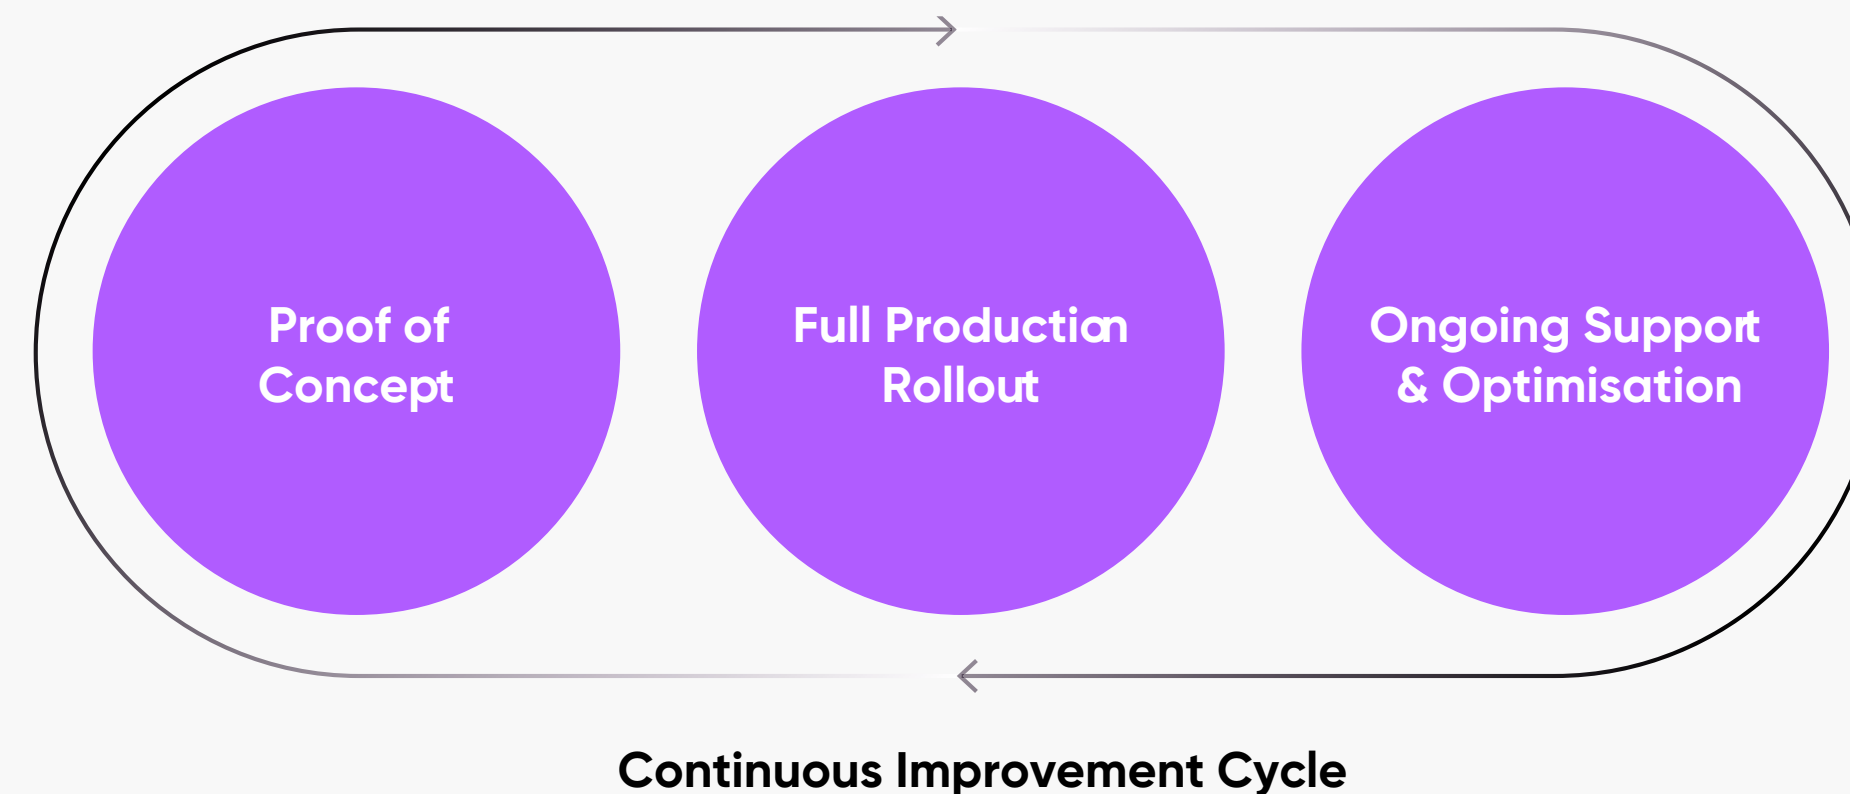 Proof of
Concept
Full Production
Rollout
Ongoing Support
& Optimisation
Continuous Improvement Cycle